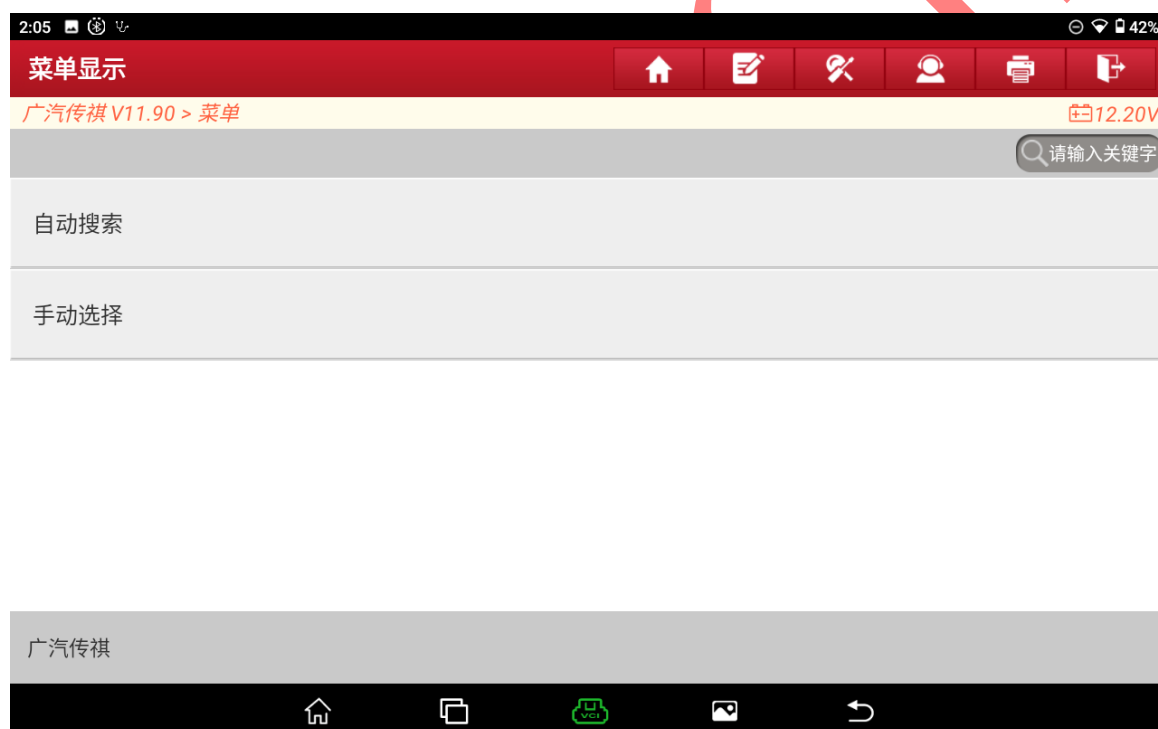 2:05
42%
菜单显示
广汽传祺 V11.90 > 菜单
12.20V
请输入关键字
自动搜索
手动选择
广汽传祺
VCI